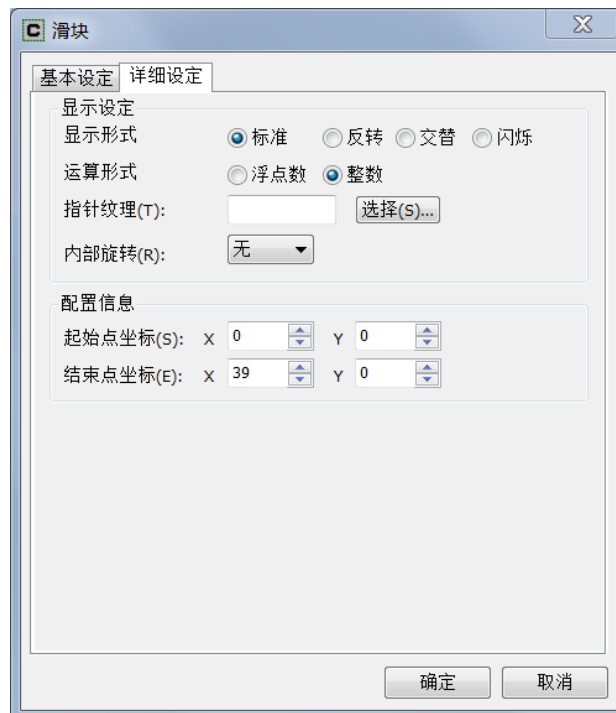 C 滑块
基本设定 详细设定
显示设定
显示形式 标准 反转 交替 闪烁
运算形式 浮点数 整数
指针纹理(T): 选择(S)...
内部旋转(R): 无
配置信息
起始点坐标(S): X 0 Y 0
结束点坐标(E): X 39 Y 0
确定 取消